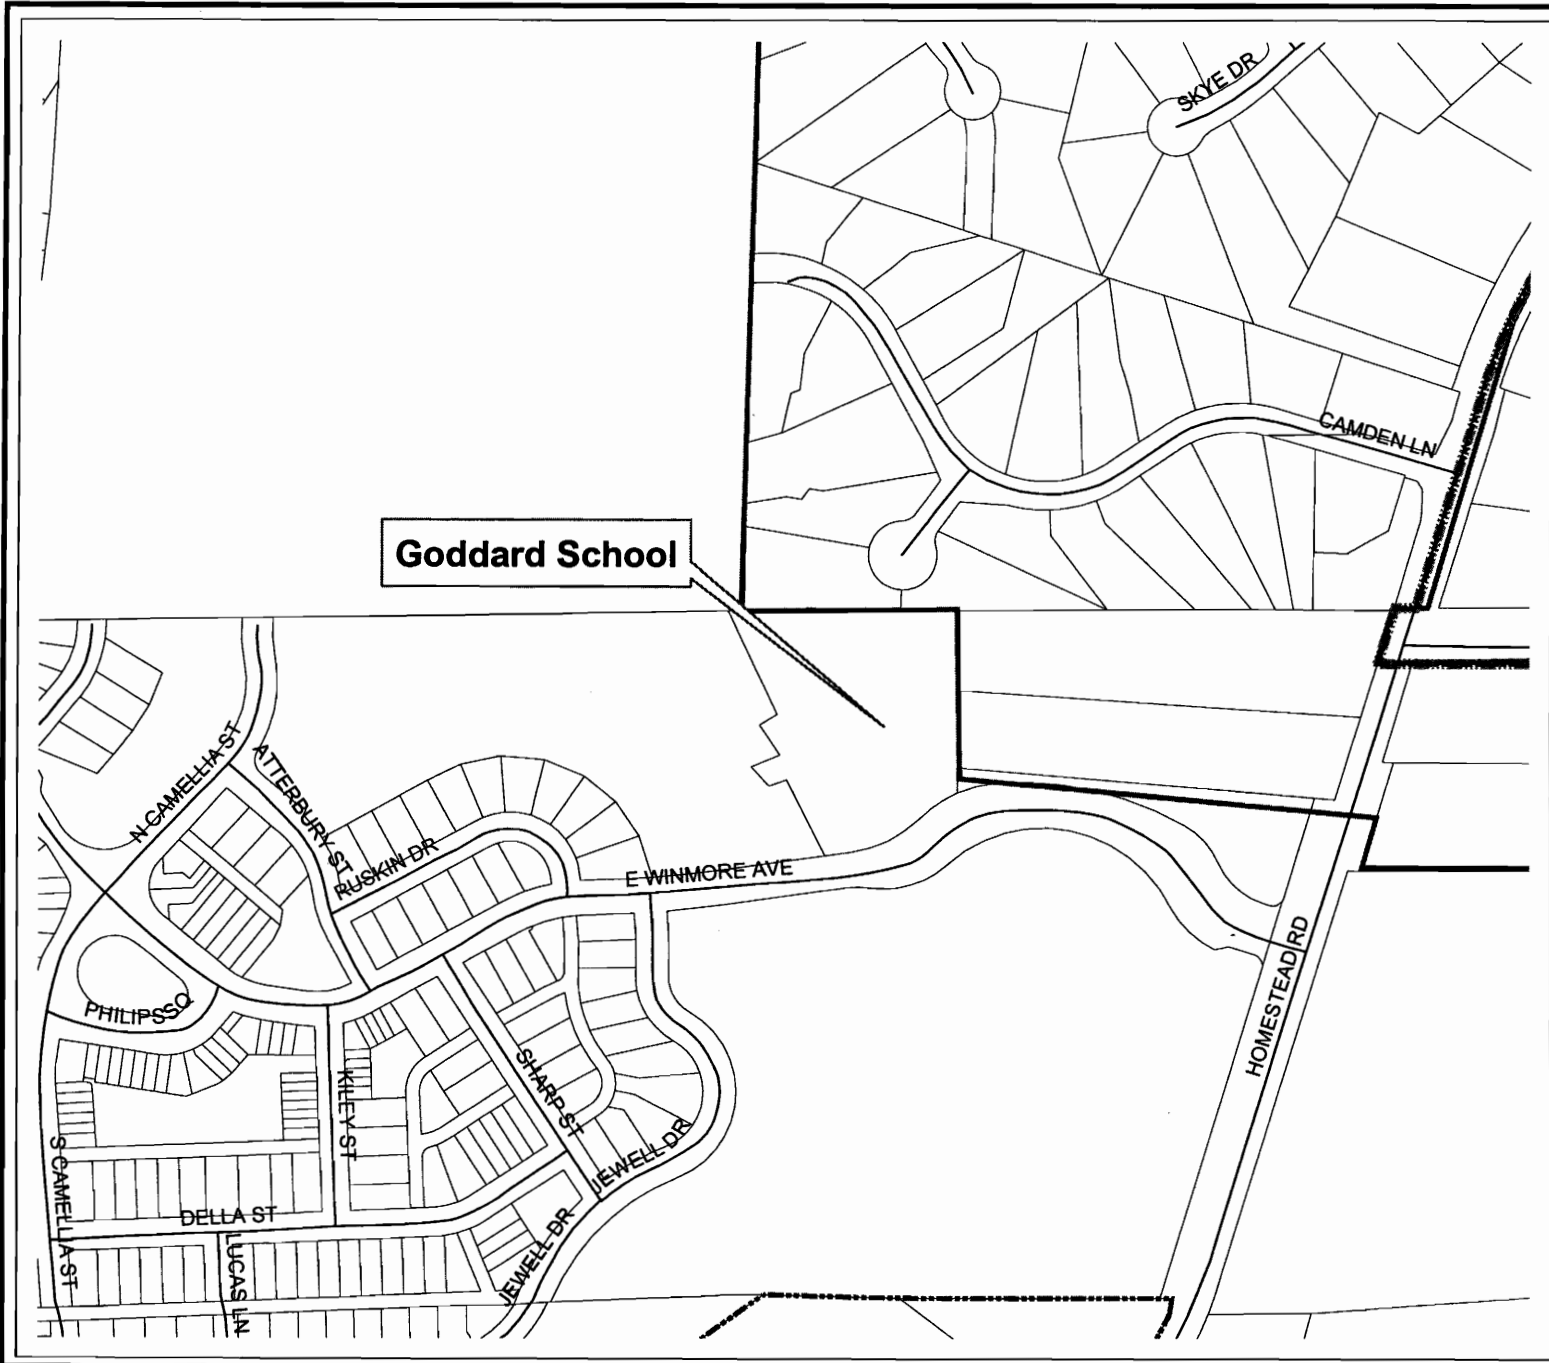 SKYE DR
CAMDEN LN
Goddard School
N CAMELLIA ST
ATTERBURY ST
RUSKIN DR
E WINMORE AVE
HOMESTEAD RD
PHILIPSSQ
KILEY ST
SHARP ST
JEWELL DR
S CAMELLIA ST
DELLA ST
LUCAS LN
JEWELL DR